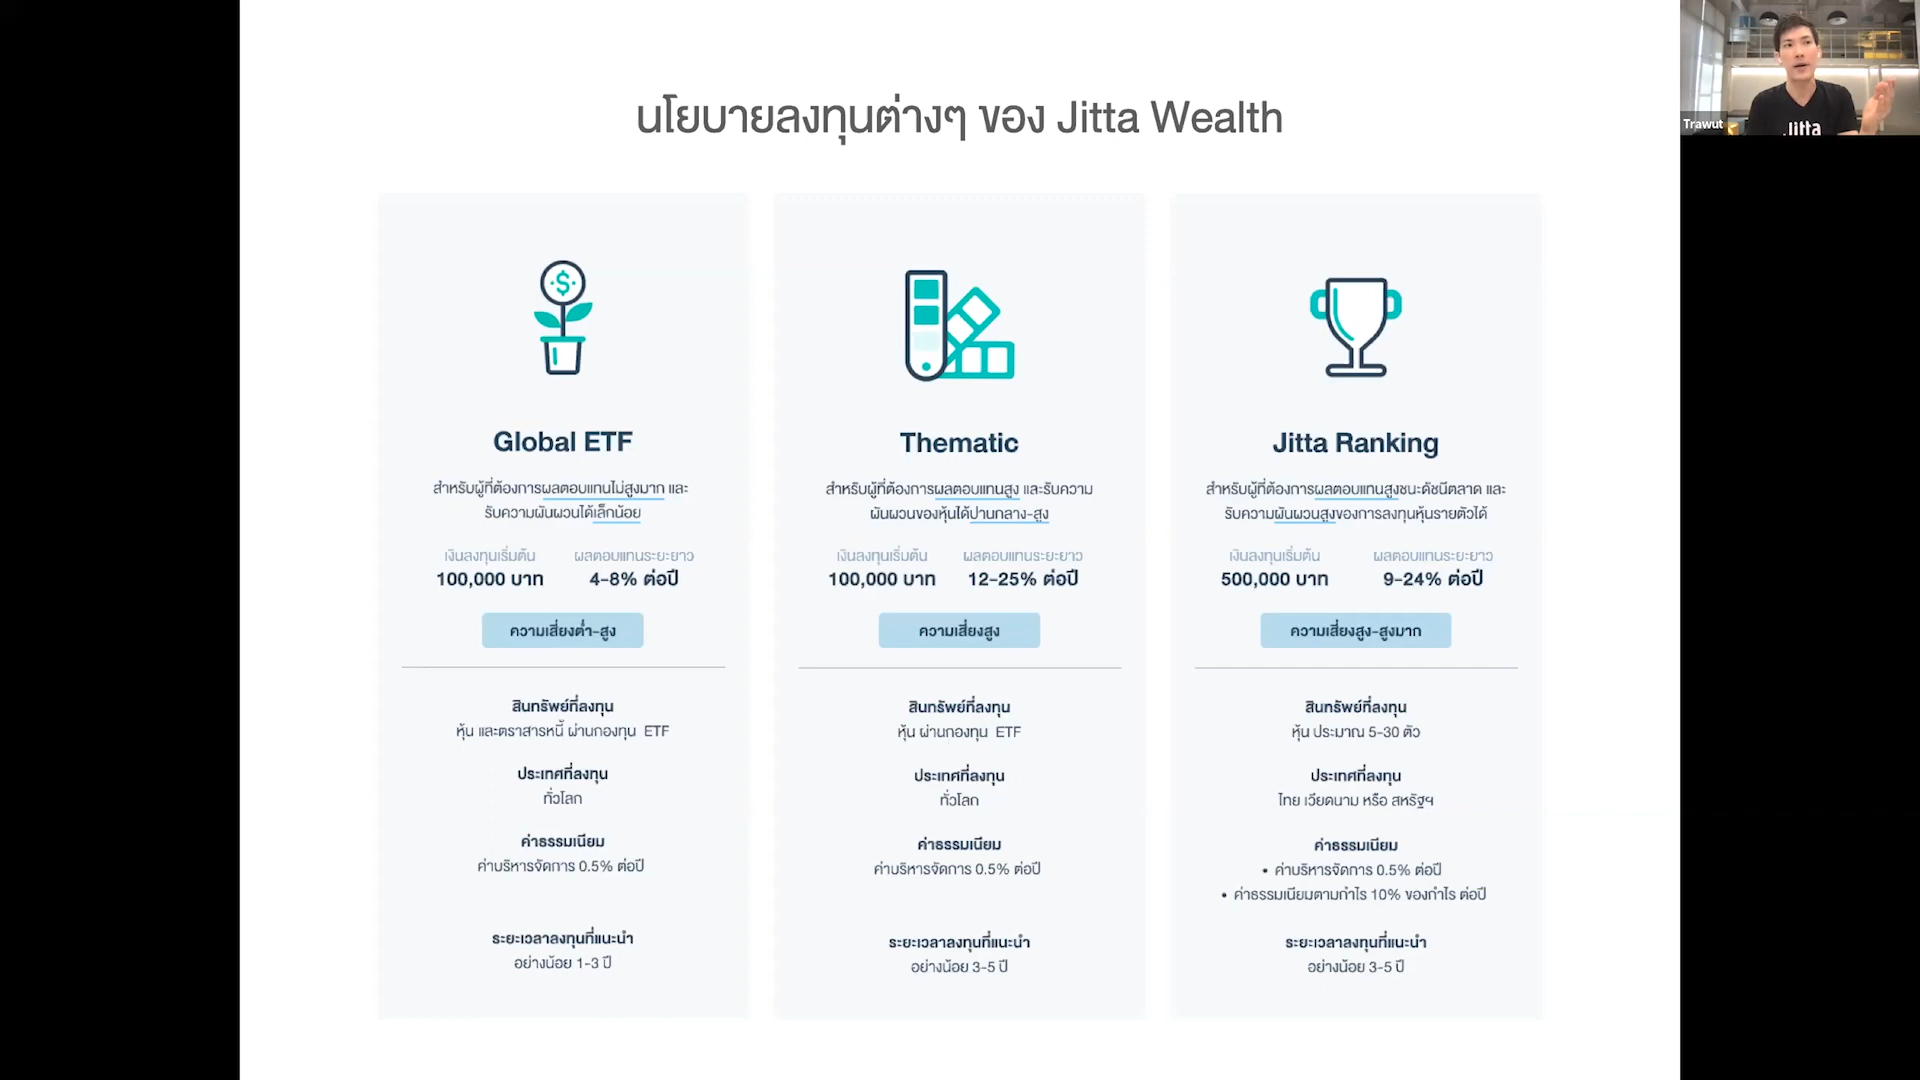 นโยบายลงทุนต่างๆ ของ Jitta Wealth
Trawut
Jitta
Global ETF
สำหรับผู้ที่ต้องการผลตอบแทนไม่สูงมาก และ
รับความผันผวนได้เล็กน้อย
เงินลงทุนเริ่มต้น ผลตอบแทนระยะยาว
100,000 บาท 4-8% ต่อปี
ความเสี่ยงต่ำ-สูง
สินทรัพย์ที่ลงทุน
หุ้น และตราสารหนี้ ผ่านกองทุน ETF
ประเทศที่ลงทุน
ทั่วโลก
ค่าธรรมเนียม
ค่าบริหารจัดการ 0.5% ต่อปี
ระยะเวลาลงทุนที่แนะนำ
อย่างน้อย 1-3 ปี
Thematic
สำหรับผู้ที่ต้องการผลตอบแทนสูง และรับความ
ผันผวนของหุ้นได้ปานกลาง-สูง
เงินลงทุนเริ่มต้น ผลตอบแทนระยะยาว
100,000 บาท 12-25% ต่อปี
ความเสี่ยงสูง
สินทรัพย์ที่ลงทุน
หุ้น ผ่านกองทุน ETF
ประเทศที่ลงทุน
ทั่วโลก
ค่าธรรมเนียม
ค่าบริหารจัดการ 0.5% ต่อปี
ระยะเวลาลงทุนที่แนะนำ
อย่างน้อย 3-5 ปี
Jitta Ranking
สำหรับผู้ที่ต้องการผลตอบแทนสูงชนะดัชนีตลาด และ
รับความผันผวนสูงของการลงทุนหุ้นรายตัวได้
เงินลงทุนเริ่มต้น ผลตอบแทนระยะยาว
500,000 บาท 9-24% ต่อปี
ความเสี่ยงสูง-สูงมาก
สินทรัพย์ที่ลงทุน
หุ้น ประมาณ 5-30 ตัว
ประเทศที่ลงทุน
ไทย เวียดนาม หรือ สหรัฐฯ
ค่าธรรมเนียม
• ค่าบริหารจัดการ 0.5% ต่อปี
• ค่าธรรมเนียมตามกำไร 10% ของกำไร ต่อปี
ระยะเวลาลงทุนที่แนะนำ
อย่างน้อย 3-5 ปี